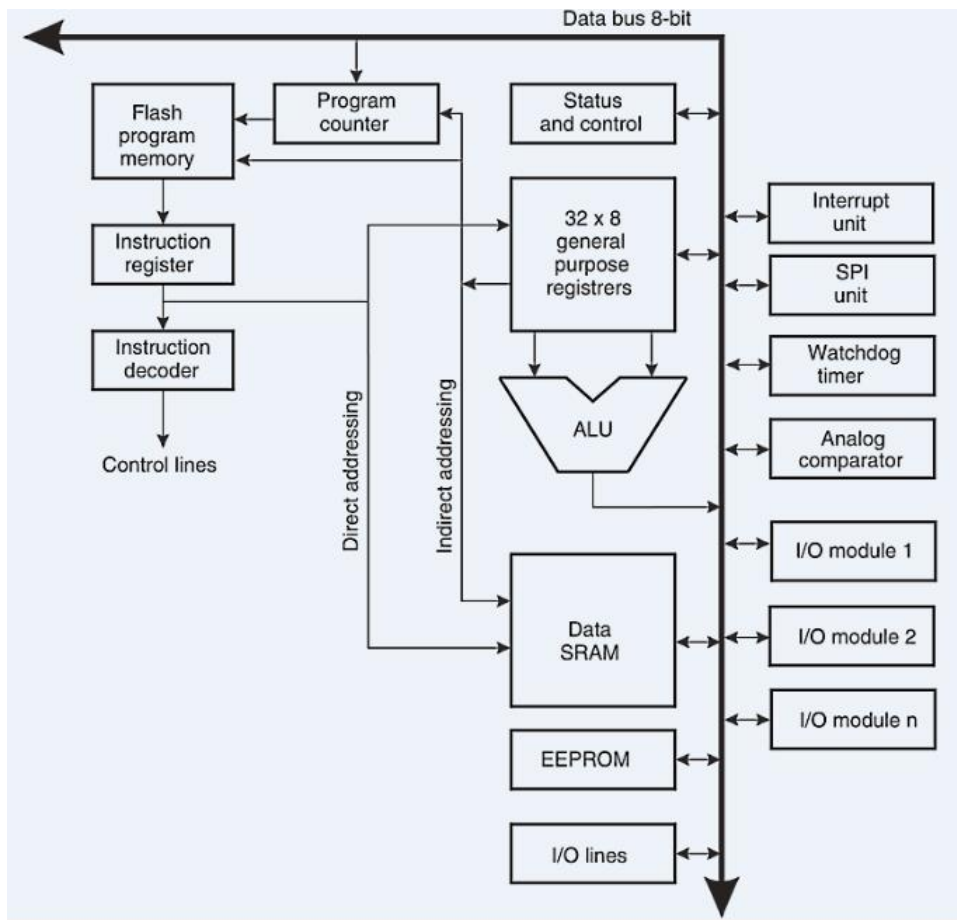 Data bus 8-bit
Flash
program
memory
Program
counter
Status
and control
Instruction
register
32 x 8
general
purpose
registrers
Interrupt
unit
SPI
unit
Instruction
decoder
Watchdog
timer
ALU
Analog
comparator
Control lines
Direct addressing
Indirect addressing
I/O module 1
Data
SRAM
I/O module 2
I/O module n
EEPROM
I/O lines